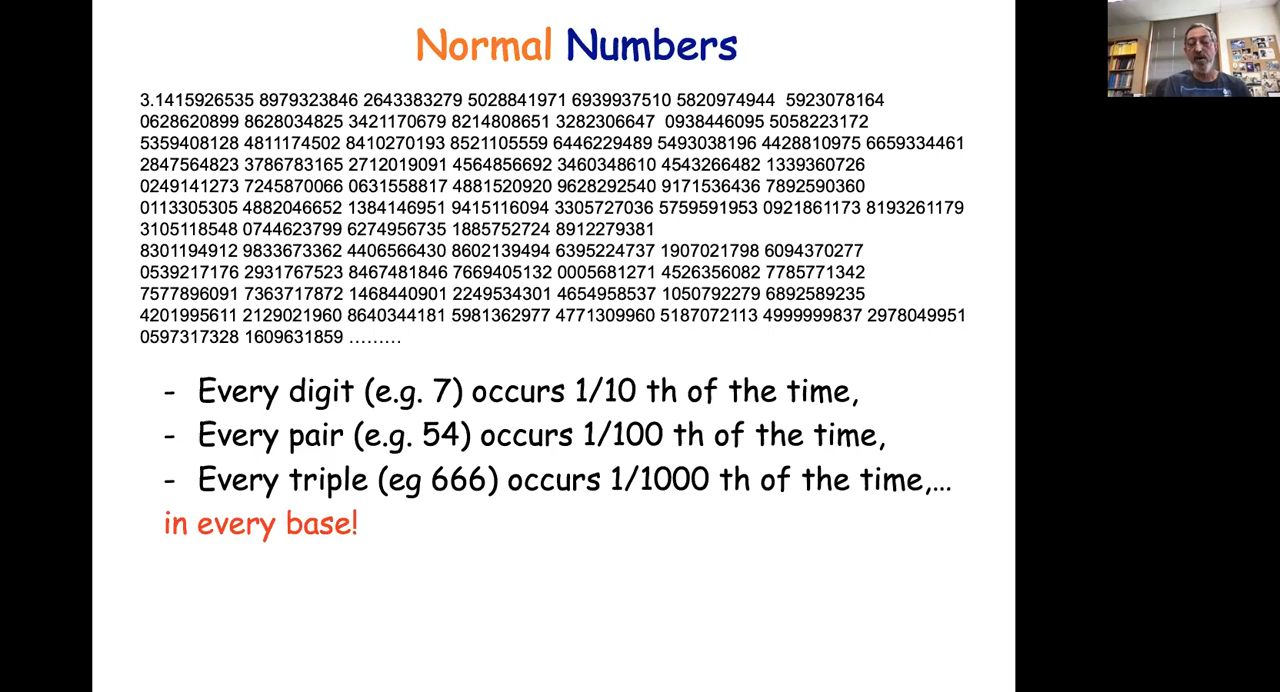 Normal Numbers
3.1415926535 8979323846 2643383279 5028841971 6939937510 5820974944 5923078164
0628620899 8628034825 3421170679 8214808651 3282306647 0938446095 5058223172
5359408128 4811174502 8410270193 8521105559 6446229489 5493038196 4428810975 6659334461
2847564823 3786783165 2712019091 4564856692 3460348610 4543266482 1339360726
0249141273 7245870066 0631558817 4881520920 9628292540 9171536436 7892590360
0113305305 4882046652 1384146951 9415116094 3305727036 5759591953 0921861173 8193261179
3105118548 0744623799 6274956735 1885752724 8912279381
8301194912 9833673362 4406566430 8602139494 6395224737 1907021798 6094370277
0539217176 2931767523 8467481846 7669405132 0005681271 4526356082 7785771342
7577896091 7363717872 1468440901 2249534301 4654958537 1050792279 6892589235
4201995611 2129021960 8640344181 5981362977 4771309960 5187072113 4999999837 2978049951
0597317328 1609631859 .........
- Every digit (e.g. 7) occurs 1/10 th of the time,
- Every pair (e.g. 54) occurs 1/100 th of the time,
- Every triple (eg 666) occurs 1/1000 th of the time,...
in every base!